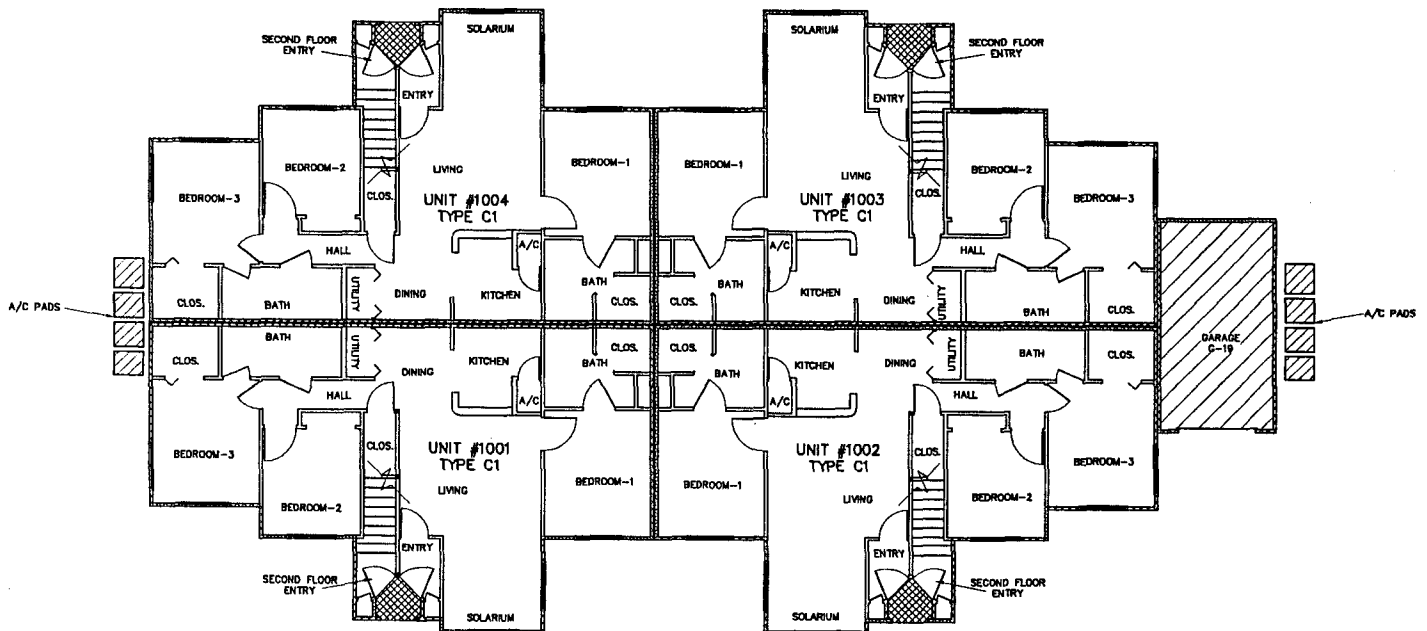 SOLARIUM
SOLARIUM
SECOND FLOOR
ENTRY
SECOND FLOOR
ENTRY
ENTRY
ENTRY
BEDROOM-2
BEDROOM-1
BEDROOM-1
BEDROOM-2
LIVING
LIVING
BEDROOM-3
CLOS.
UNIT #1004
TYPE C1
UNIT #1003
TYPE C1
CLOS.
BEDROOM-3
HALL
A/C
A/C
HALL
A/C PADS
CLOS.
BATH
UTILITY
DINING
KITCHEN
BATH
CLOS.
CLOS.
BATH
KITCHEN
DINING
UTILITY
BATH
CLOS.
A/C PADS
CLOS.
BATH
UTILITY
DINING
KITCHEN
BATH
CLOS.
CLOS.
BATH
KITCHEN
DINING
UTILITY
BATH
CLOS.
GARAGE
G-19
HALL
A/C
A/C
HALL
BEDROOM-3
CLOS.
UNIT #1001
TYPE C1
UNIT #1002
TYPE C1
CLOS.
BEDROOM-3
LIVING
BEDROOM-1
BEDROOM-1
LIVING
BEDROOM-2
BEDROOM-2
ENTRY
ENTRY
SECOND FLOOR
ENTRY
SECOND FLOOR
ENTRY
SOLARIUM
SOLARIUM